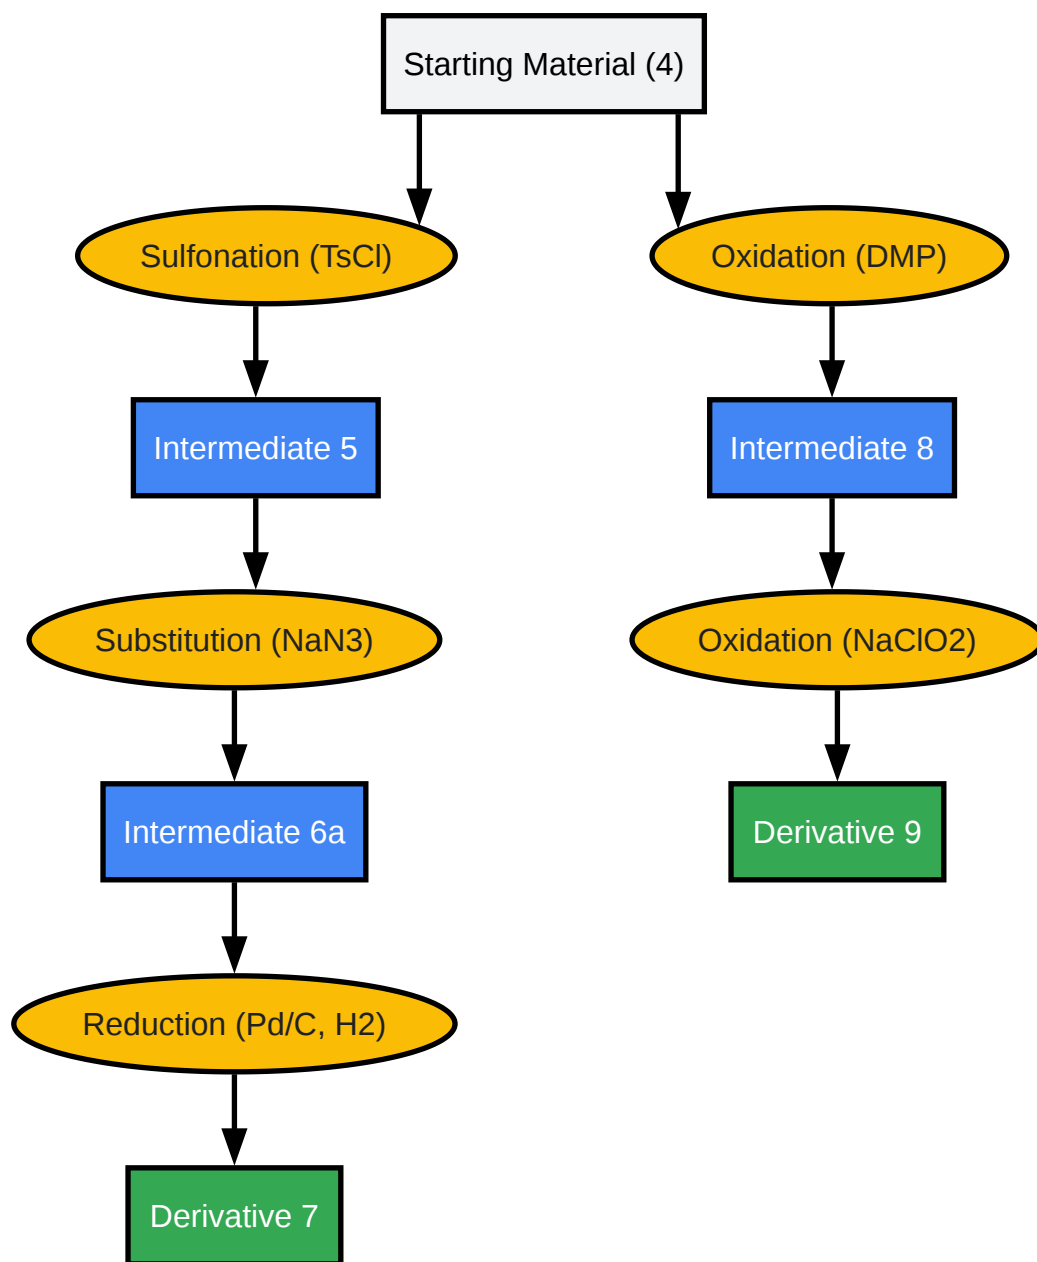 Starting Material (4)
Sulfonation (TsCl)
Oxidation (DMP)
Intermediate 5
Intermediate 8
Substitution (NaN3)
Oxidation (NaClO2)
Intermediate 6a
Derivative 9
Reduction (Pd/C, H2)
Derivative 7